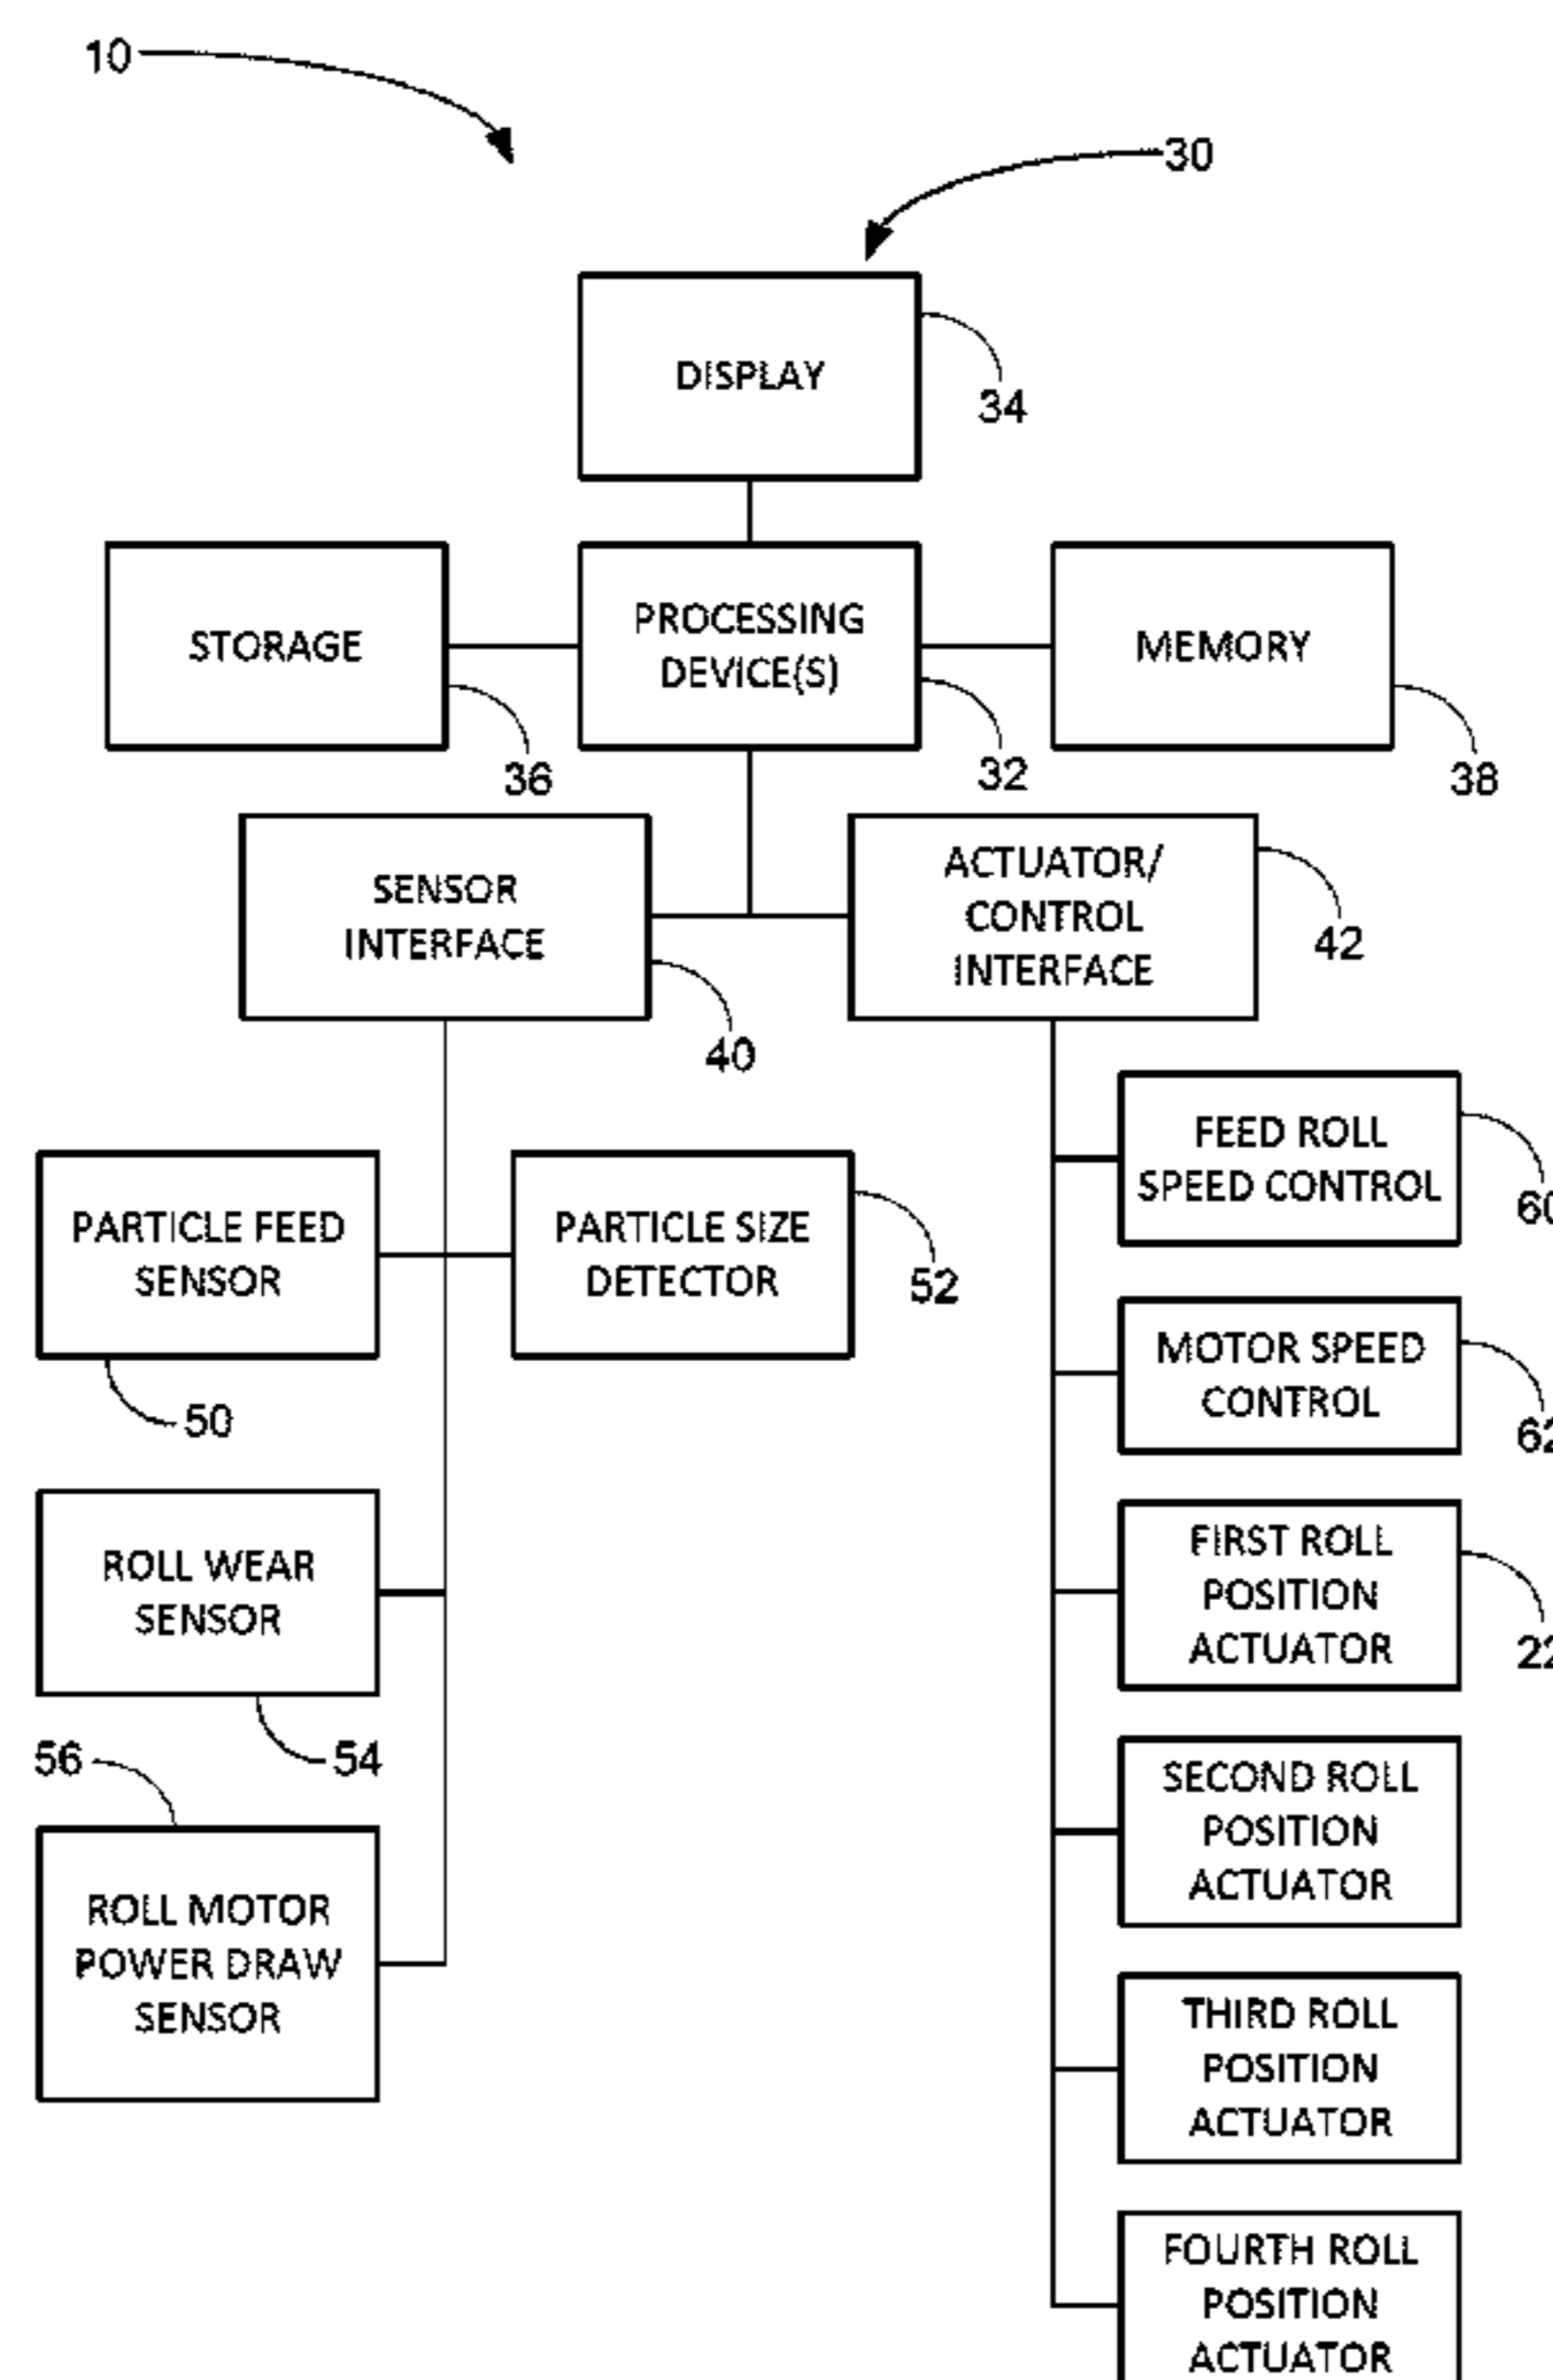 10
30
DISPLAY
34
STORAGE
PROCESSING
DEVICE(S)
MEMORY
36
32
38
SENSOR
INTERFACE
ACTUATOR/
CONTROL
INTERFACE
42
40
FEED ROLL
SPEED CONTROL
60
PARTICLE FEED
SENSOR
PARTICLE SIZE
DETECTOR
52
50
MOTOR SPEED
CONTROL
62
ROLL WEAR
SENSOR
54
FIRST ROLL
POSITION
ACTUATOR
22
56
ROLL MOTOR
POWER DRAW
SENSOR
SECOND ROLL
POSITION
ACTUATOR
THIRD ROLL
POSITION
ACTUATOR
FOURTH ROLL
POSITION
ACTUATOR